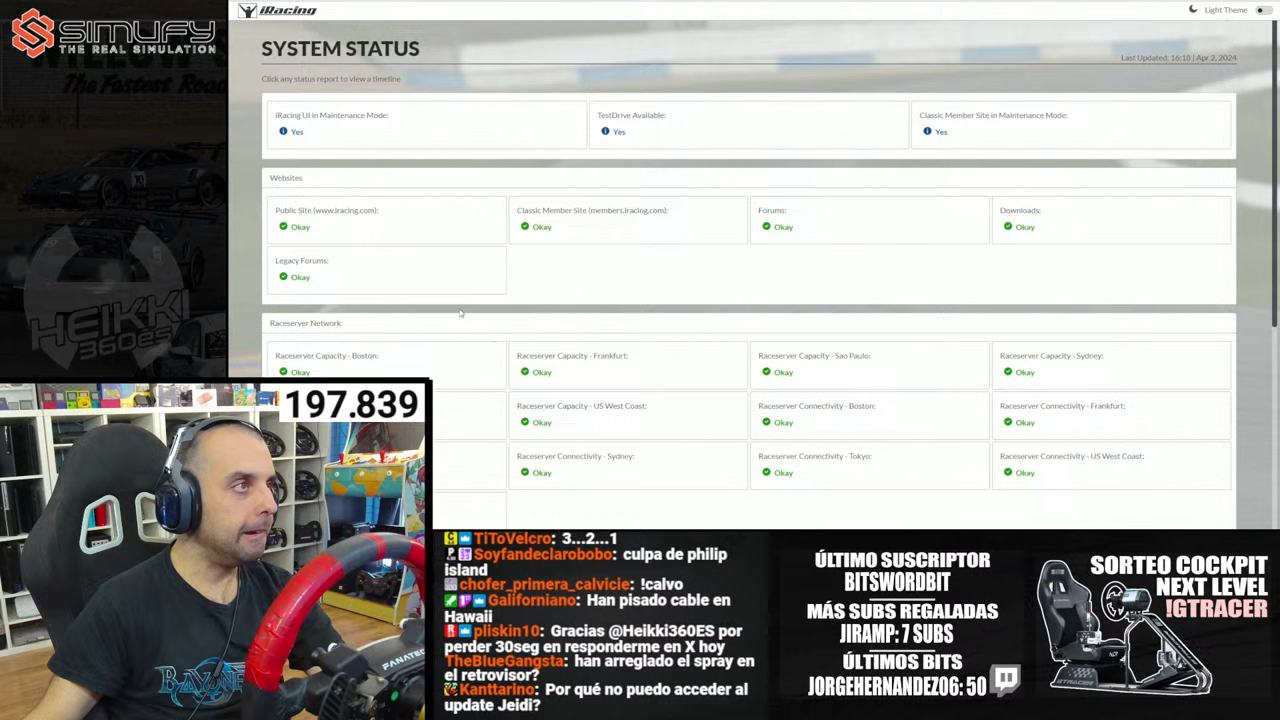 SIMUFY
THE REAL SIMULATION
iRacing
Light Theme
SYSTEM STATUS
Last Updated: 16:18 | Apr 2, 2024
Click any status report to view a timeline
iRacing UI in Maintenance Mode:
Yes
TestDrive Available:
Yes
Classic Member Site in Maintenance Mode:
Yes
Websites
Public Site (www.iracing.com):
Okay
Classic Member Site (members.iracing.com):
Okay
Forums:
Okay
Downloads:
Okay
Legacy Forums:
Okay
HEIKKI
360ES
Raceserver Network
Raceserver Capacity - Boston:
Okay
Raceserver Capacity - Frankfurt:
Okay
Raceserver Capacity - Sao Paulo:
Okay
Raceserver Capacity - Sydney:
Okay
Raceserver Capacity - US West Coast:
Okay
Raceserver Connectivity - Boston:
Okay
Raceserver Connectivity - Frankfurt:
Okay
Raceserver Connectivity - Sydney:
Okay
Raceserver Connectivity - Tokyo:
Okay
Raceserver Connectivity - US West Coast:
Okay
197.839
FANATEC
TiToVelcro: 3...2...1
Soyfandeclarobobo: culpa de philip
island
chofer_primera_calvicie: !calvo
Galiforniano: Han pisado cable en
Hawaii
pliskin10: Gracias @Heikki360ES por
perder 30seg en responderme en X hoy
TheBlueGangsta: han arreglado el spray en
el retrovisor?
Kanttarino: Por qué no puedo acceder al
update Jeidi?
ÚLTIMO SUSCRIPTOR
BITSWORDBIT
MÁS SUBS REGALADAS
JIRAMP: 7 SUBS
ÚLTIMOS BITS
JORGEHERNANDEZ06: 50
SORTEO COCKPIT
NEXT LEVEL
!GTRACER
GTRACER